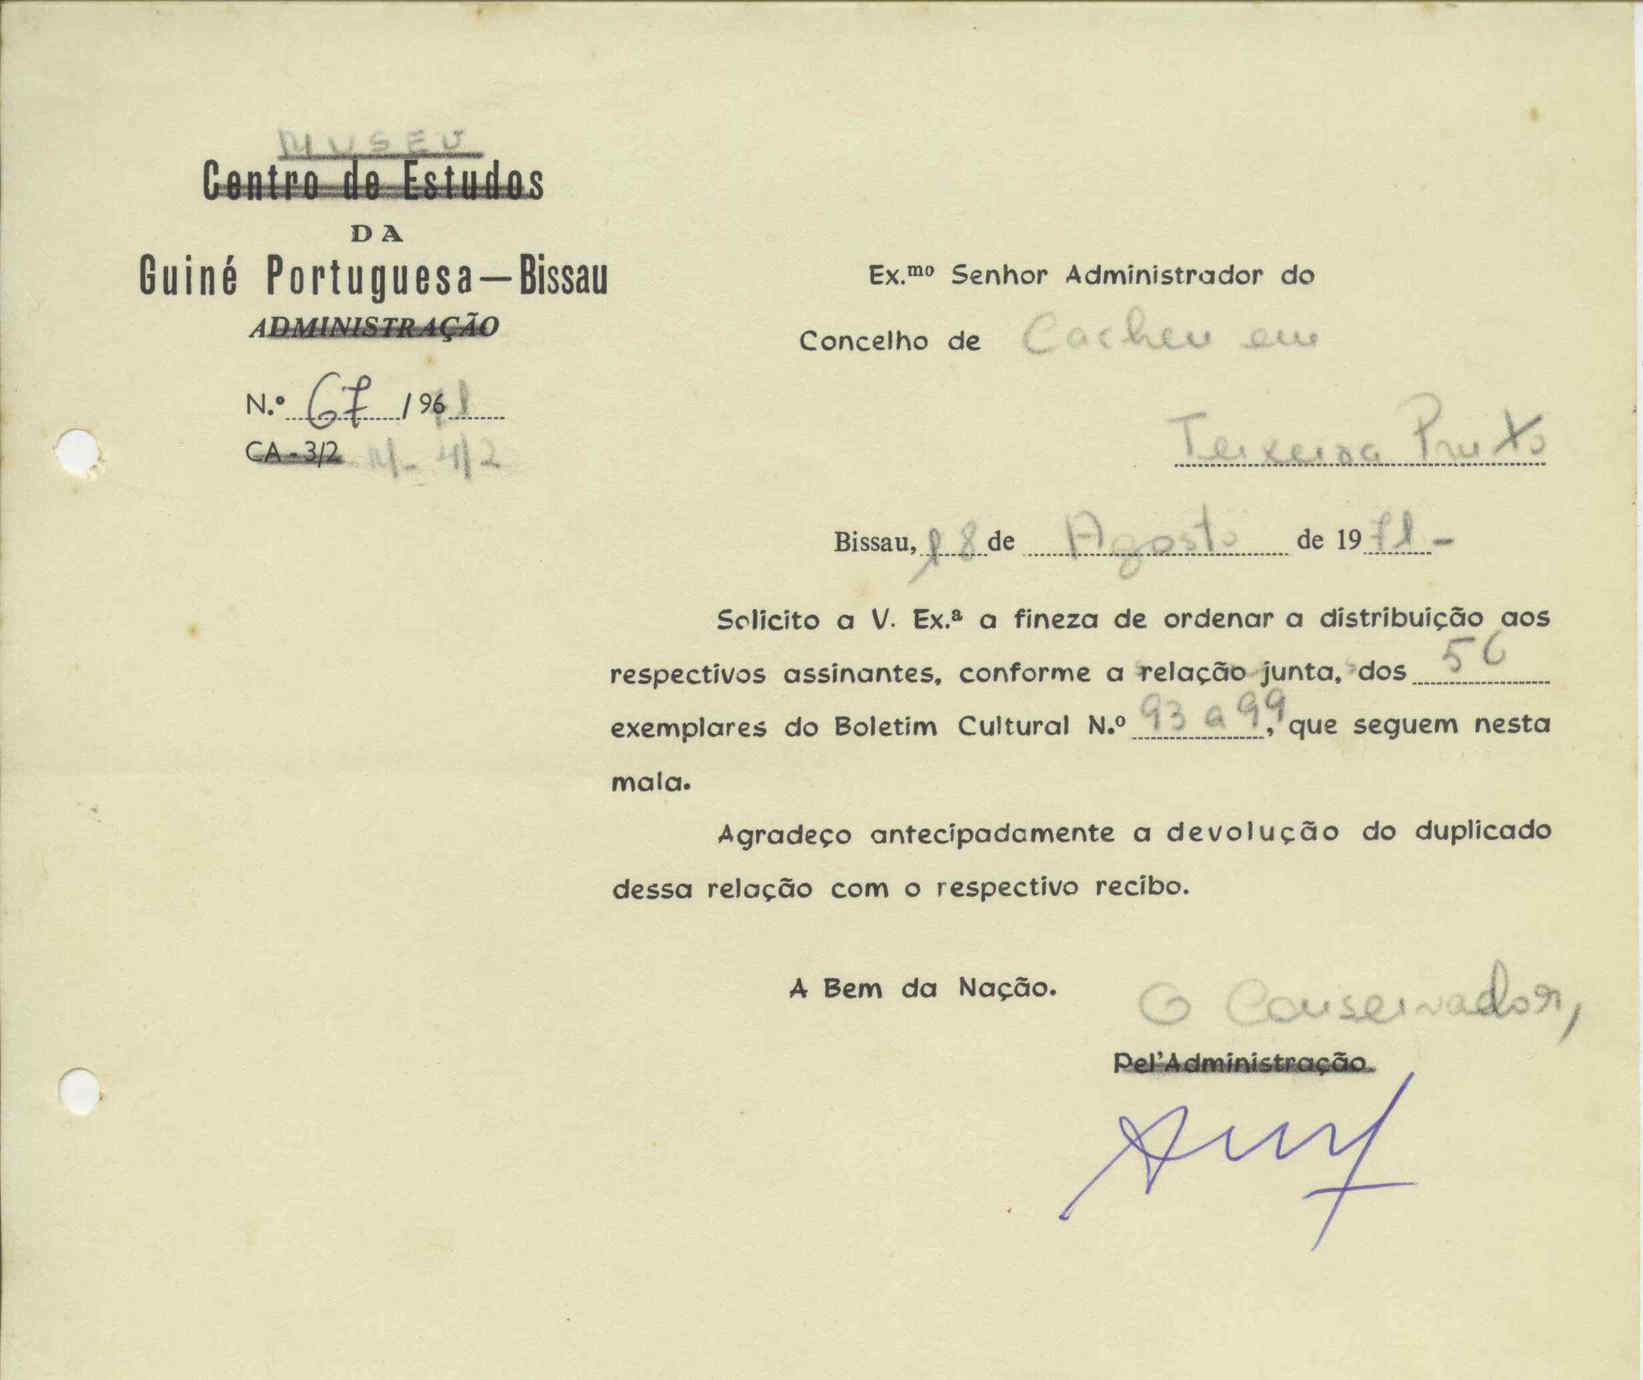 MUSEU
Centro de Estudos
DA
Guiné Portuguesa—Bissau
ADMINISTRAÇÃO
N.º 67 / 96
CA - 3/2 4/2
Ex.mo Senhor Administrador do
Concelho de Cacheu em
Teixeira Pinto
Bissau, 18 de Agosto de 1971 -
Solicito a V. Ex.ª a fineza de ordenar a distribuição aos
respectivos assinantes, conforme a relação junta, dos 56
exemplares do Boletim Cultural N.º 93 a 99, que seguem nesta
mala.
Agradeço antecipadamente a devolução do duplicado
dessa relação com o respectivo recibo.
A Bem da Nação.
O Conservador,
Pel'Administração